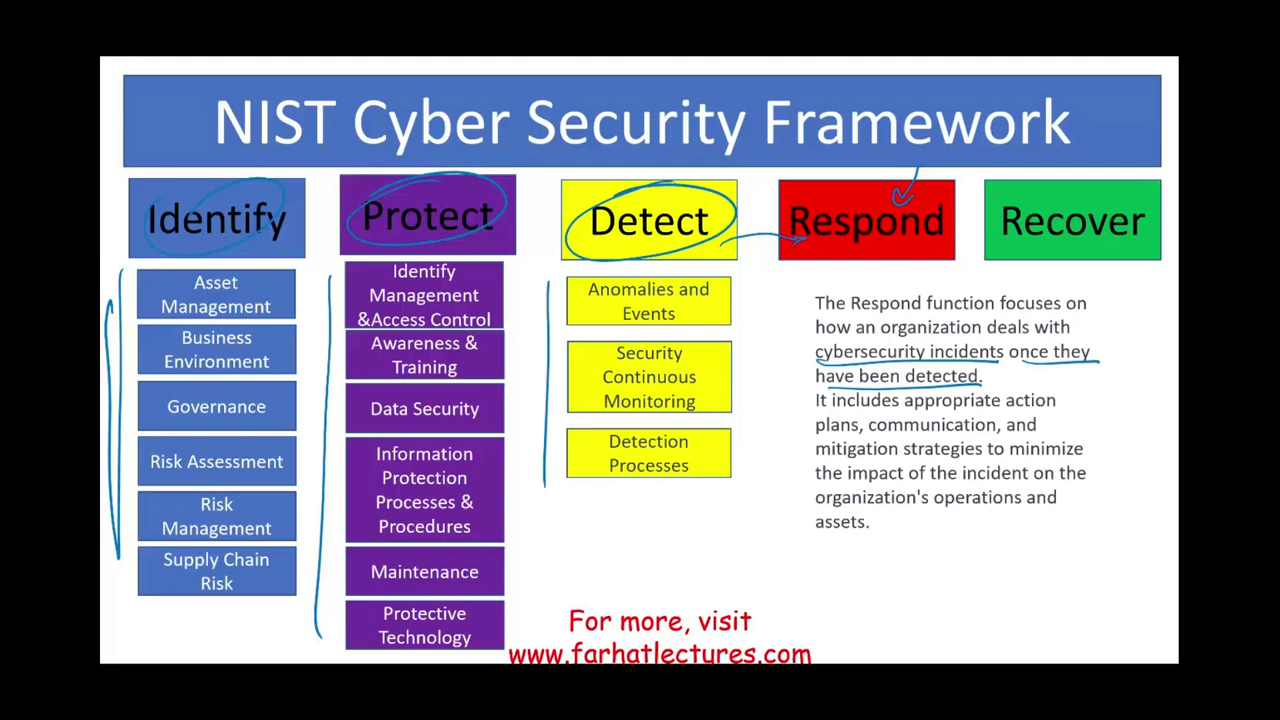 NIST Cyber Security Framework
Identify
Protect
Detect
Respond
Recover
Asset
Management
Business
Environment
Governance
Risk Assessment
Risk
Management
Supply Chain
Risk
Identify
Management
&Access Control
Awareness &
Training
Data Security
Information
Protection
Processes &
Procedures
Maintenance
Protective
Technology
Anomalies and
Events
Security
Continuous
Monitoring
Detection
Processes
The Respond function focuses on
how an organization deals with
cybersecurity incidents once they
have been detected.
It includes appropriate action
plans, communication, and
mitigation strategies to minimize
the impact of the incident on the
organization's operations and
assets.
For more, visit
www.farhatlectures.com